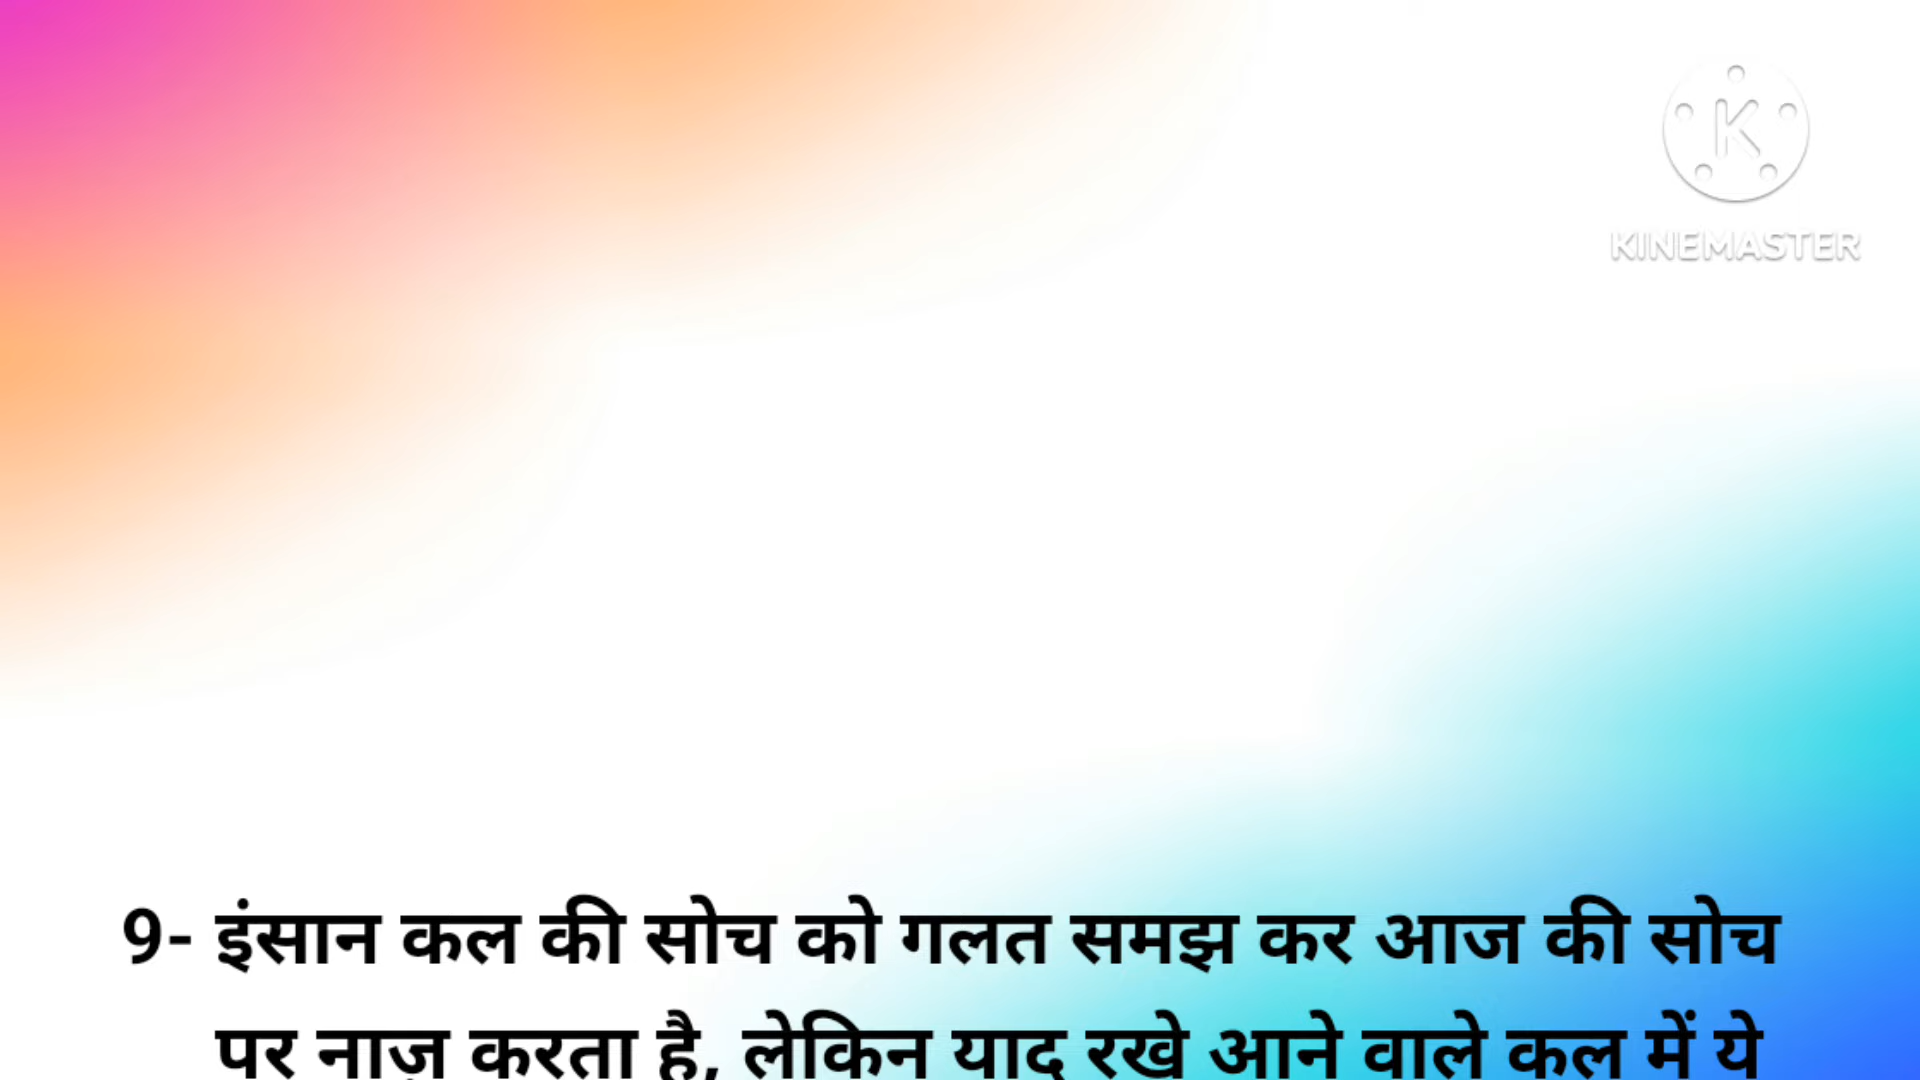 K
KINEMASTER
9- इंसान कल की सोच को गलत समझ कर आज की सोच
पर नाज़ करता है, लेकिन याद रखे आने वाले कल में ये